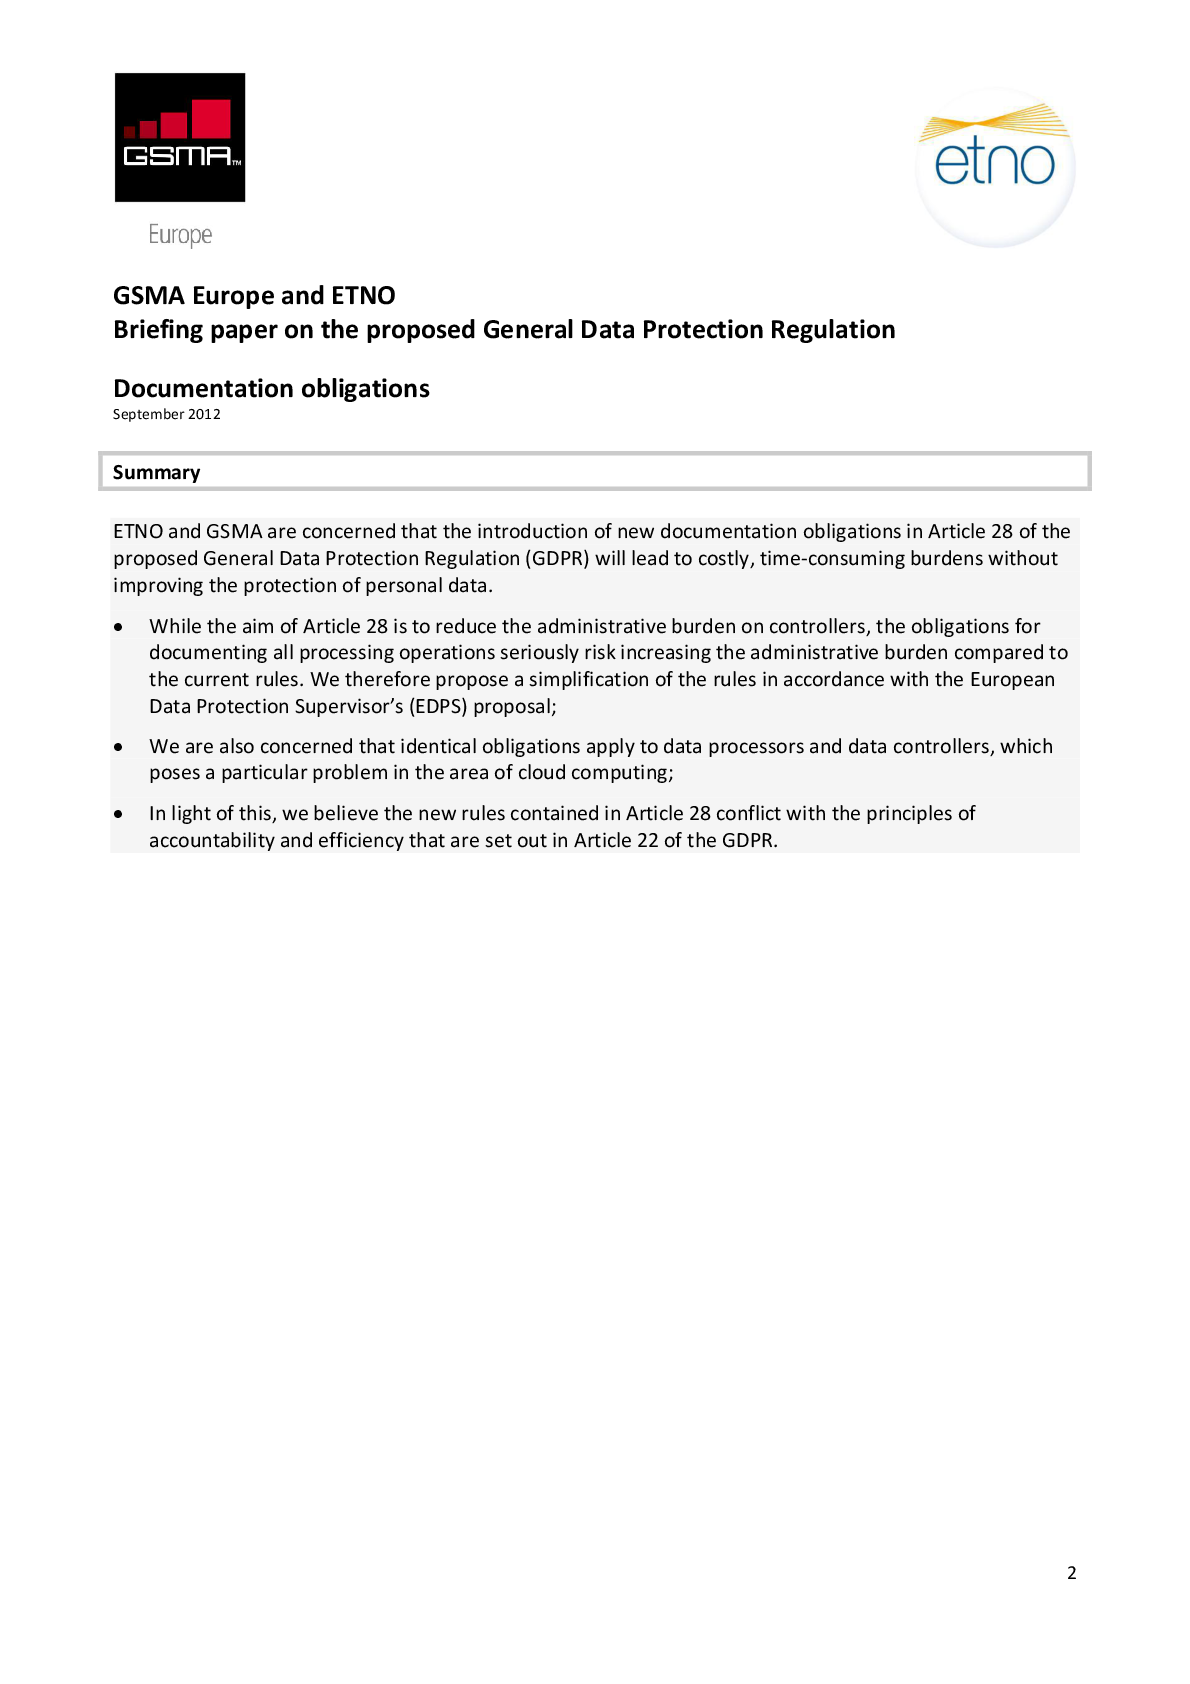 GSMA™
Europe
etno
GSMA Europe and ETNO
Briefing paper on the proposed General Data Protection Regulation
Documentation obligations
September 2012
Summary
ETNO and GSMA are concerned that the introduction of new documentation obligations in Article 28 of the
proposed General Data Protection Regulation (GDPR) will lead to costly, time-consuming burdens without
improving the protection of personal data.
• While the aim of Article 28 is to reduce the administrative burden on controllers, the obligations for
documenting all processing operations seriously risk increasing the administrative burden compared to
the current rules. We therefore propose a simplification of the rules in accordance with the European
Data Protection Supervisor’s (EDPS) proposal;
• We are also concerned that identical obligations apply to data processors and data controllers, which
poses a particular problem in the area of cloud computing;
• In light of this, we believe the new rules contained in Article 28 conflict with the principles of
accountability and efficiency that are set out in Article 22 of the GDPR.
2